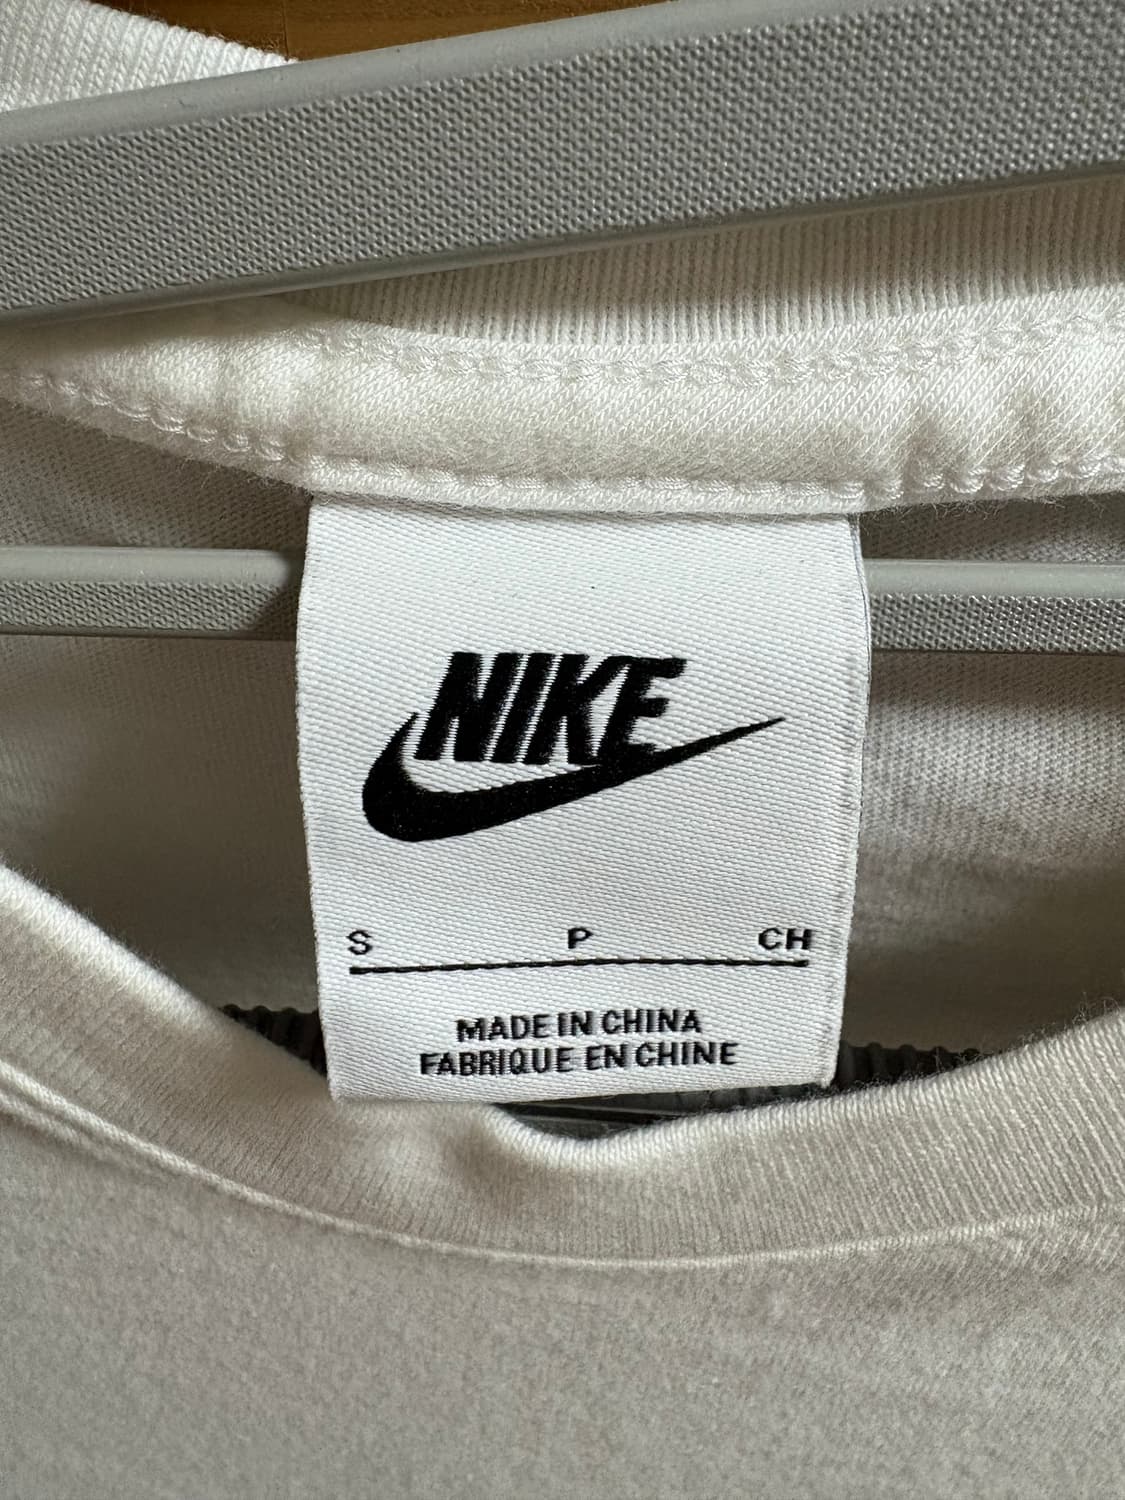 NIKE
S P CH
MADE IN CHINA
FABRIQUE EN CHINE